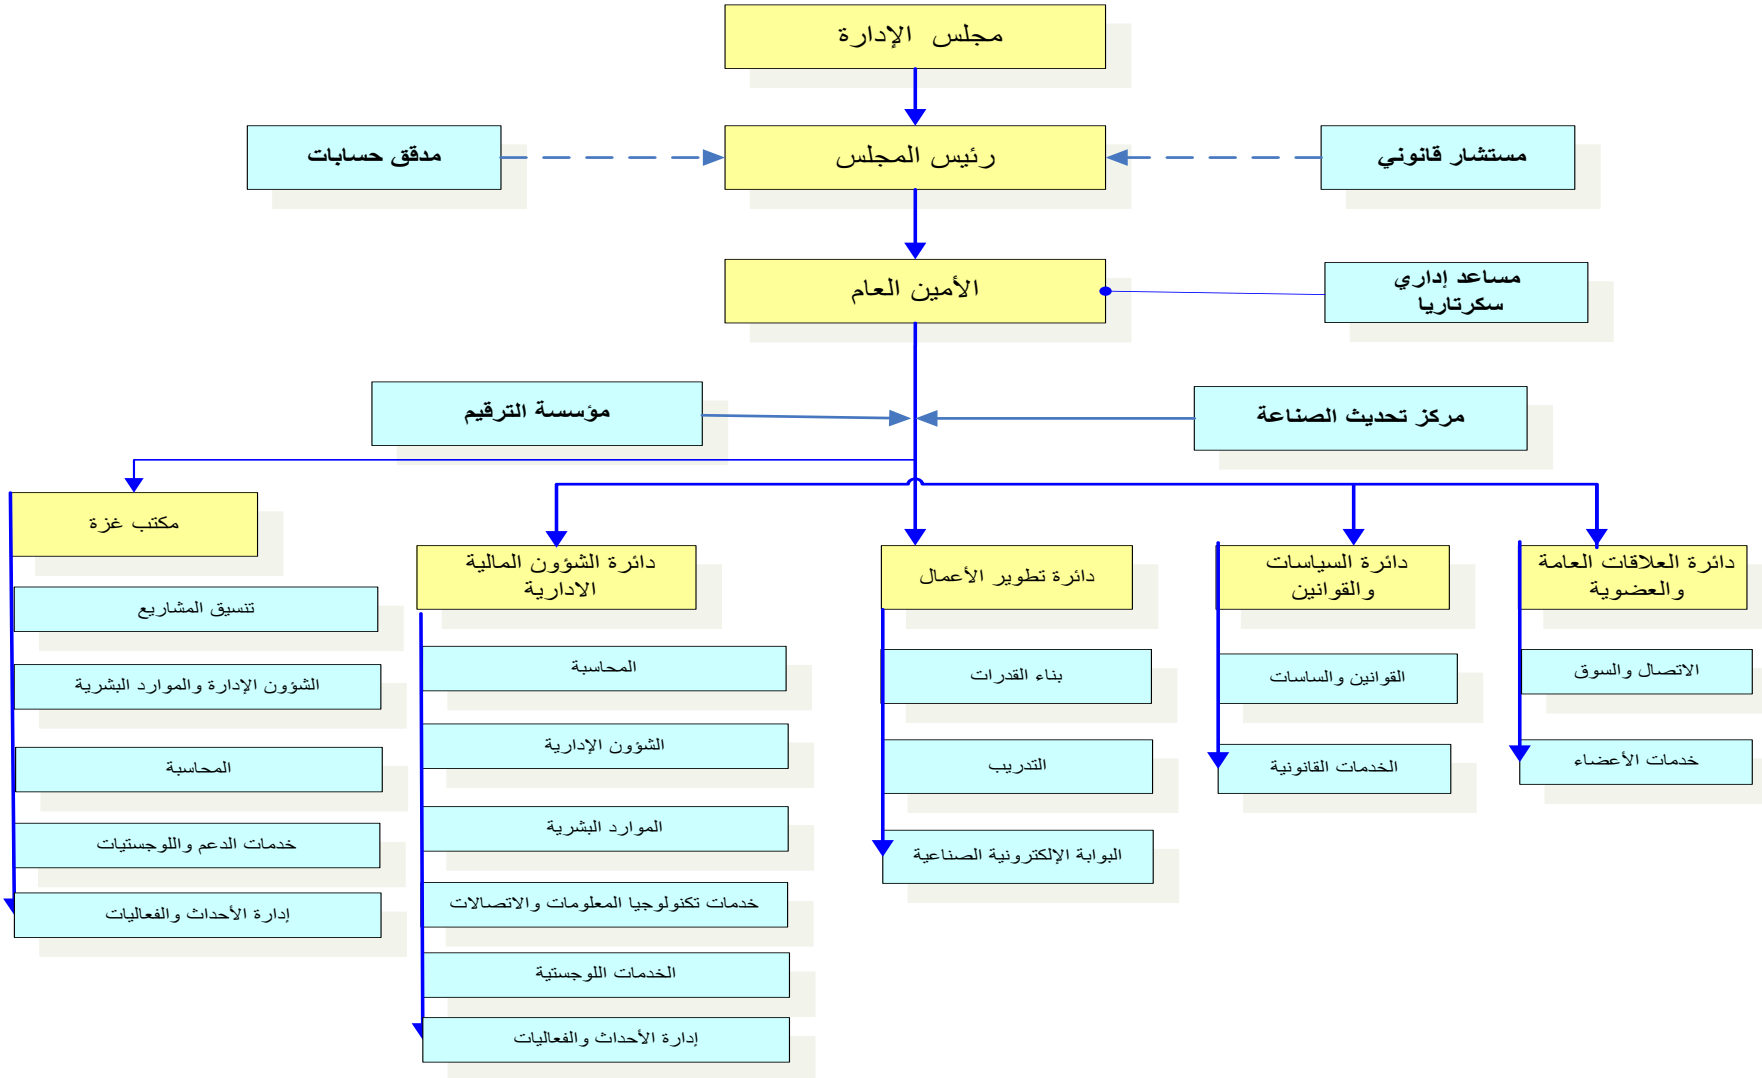 مجلس الإدارة
مستشار قانوني
رئيس المجلس
مدقق حسابات
مساعد إداري
سكرتاريا
الأمين العام
مركز تحديث الصناعة
مؤسسة الترقيم
دائرة العلاقات العامة
والعضوية
الاتصال والسوق
خدمات الأعضاء
دائرة السياسات
والقوانين
القوانين والساسات
الخدمات القانونية
دائرة تطوير الأعمال
بناء القدرات
التدريب
البوابة الإلكترونية الصناعية
دائرة الشؤون المالية
الادارية
المحاسبة
الشؤون الإدارية
الموارد البشرية
خدمات تكنولوجيا المعلومات والاتصالات
الخدمات اللوجستية
إدارة الأحداث والفعاليات
مكتب غزة
تنسيق المشاريع
الشؤون الإدارة والموارد البشرية
المحاسبة
خدمات الدعم واللوجستيات
إدارة الأحداث والفعاليات